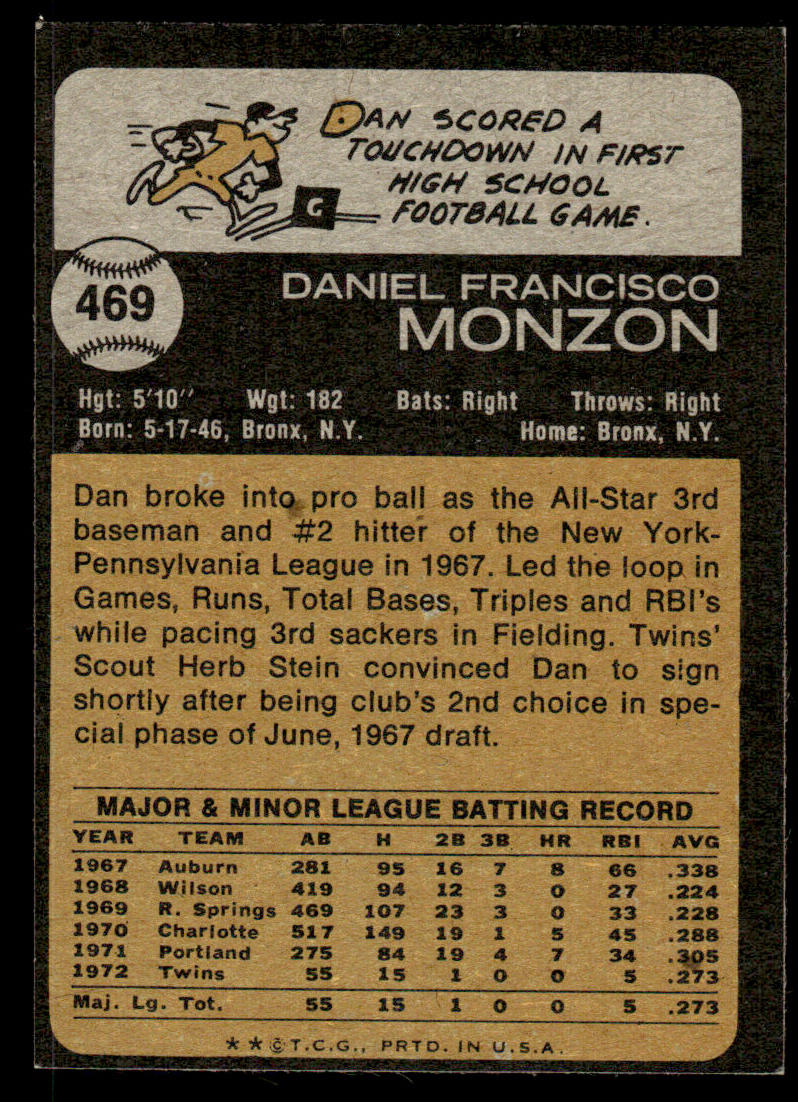 DAN SCORED A
TOUCHDOWN IN FIRST
HIGH SCHOOL
FOOTBALL GAME.
G
469
DANIEL FRANCISCO
MONZON
Hgt: 5'10" Wgt: 182 Bats: Right Throws: Right
Born: 5-17-46, Bronx, N.Y. Home: Bronx, N.Y.
Dan broke into pro ball as the All-Star 3rd
baseman and #2 hitter of the New York-
Pennsylvania League in 1967. Led the loop in
Games, Runs, Total Bases, Triples and RBI's
while pacing 3rd sackers in Fielding. Twins'
Scout Herb Stein convinced Dan to sign
shortly after being club's 2nd choice in spe-
cial phase of June, 1967 draft.
MAJOR & MINOR LEAGUE BATTING RECORD
YEAR TEAM AB H 2B 3B HR RBI AVG
1967 Auburn 281 95 16 7 8 66 .338
1968 Wilson 419 94 12 3 0 27 .224
1969 R. Springs 469 107 23 3 0 33 .228
1970 Charlotte 517 149 19 1 5 45 .288
1971 Portland 275 84 19 4 7 34 .305
1972 Twins 55 15 1 0 0 5 .273
Maj. Lg. Tot. 55 15 1 0 0 5 .273
* * © T.C.G., PRTD. IN U.S.A.